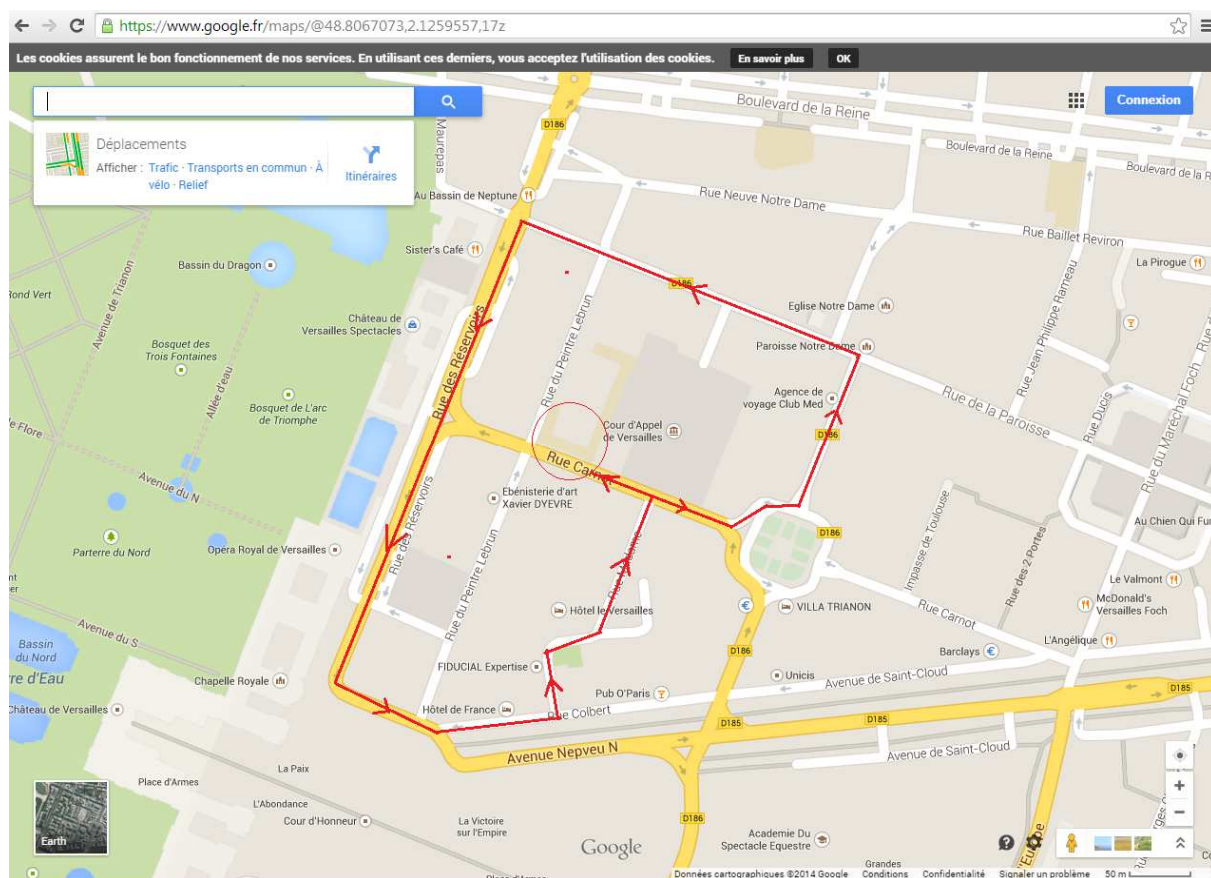 https://www.google.fr/maps/@48.8067073,2.1259557,17z
Les cookies assurent le bon fonctionnement de nos services. En utilisant ces derniers, vous acceptez l'utilisation des cookies. En savoir plus OK
Déplacements
Afficher : Trafic · Transports en commun · À
vélo · Relief
Itinéraires
Connexion
Boulevard de la Reine
D186
Maurepas
Boulevard de la Reine
Boulevard de la R
Au Bassin de Neptune
Rue Neuve Notre Dame
Rue Baillet Reviron
Sister's Café
La Pirogue
Bassin du Dragon
Rond Vert
Avenue de Trianon
D186
Rue Jean Philippe Rameau
Eglise Notre Dame
Château de
Versailles Spectacles
Rue des Réservoirs
Rue du Peintre Lebrun
Bosquet des
Trois Fontaines
Paroisse Notre Dame
Allée d'eau
Agence de
voyage Club Med
Rue de la Paroisse
Rue Ducis
Rue du Maréchal Foch
Rue d
Bosquet de L'arc
de Triomphe
de Flore
Cour d'Appel
de Versailles
D186
Rue Carnot
Avenue du N
Ebénisterie d'art
Xavier DYEVRE
Impasse de Toulouse
Au Chien Qui Fu
Parterre du Nord
Opéra Royal de Versailles
Rue des Réservoirs
D186
Rue des 2 Portes
Rue du Peintre Lebrun
Rue Madame
Le Valmont
McDonald's
Versailles Foch
Hôtel le Versailles
VILLA TRIANON
Rue Carnot
Avenue du S
Bassin
du Nord
L'Angélique
re d'Eau
Chapelle Royale
FIDUCIAL Expertise
D186
Barclays
Unicis
Avenue de Saint-Cloud
Pub O'Paris
D185
Château de Versailles
Hôtel de France
Rue Colbert
D185
D185
Avenue Nepveu N
Avenue de Saint-Cloud
La Paix
Place d'Armes
L'Abondance
Cour d'Honneur
La Victoire
sur l'Empire
D186
Earth
Google
Academie Du
Spectacle Equestre
l'Europe
Grandes
Données cartographiques ©2014 Google Conditions Confidentialité Signaler un problème 50 m